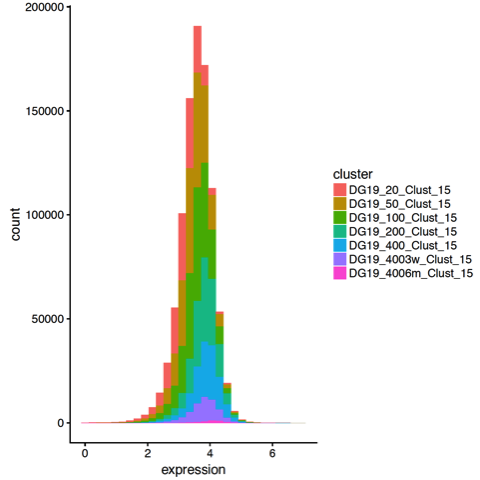 200000
150000
100000
50000
0
count
0 2 4 6
expression
cluster
DG19_20_Clust_15
DG19_50_Clust_15
DG19_100_Clust_15
DG19_200_Clust_15
DG19_400_Clust_15
DG19_4003w_Clust_15
DG19_4006m_Clust_15